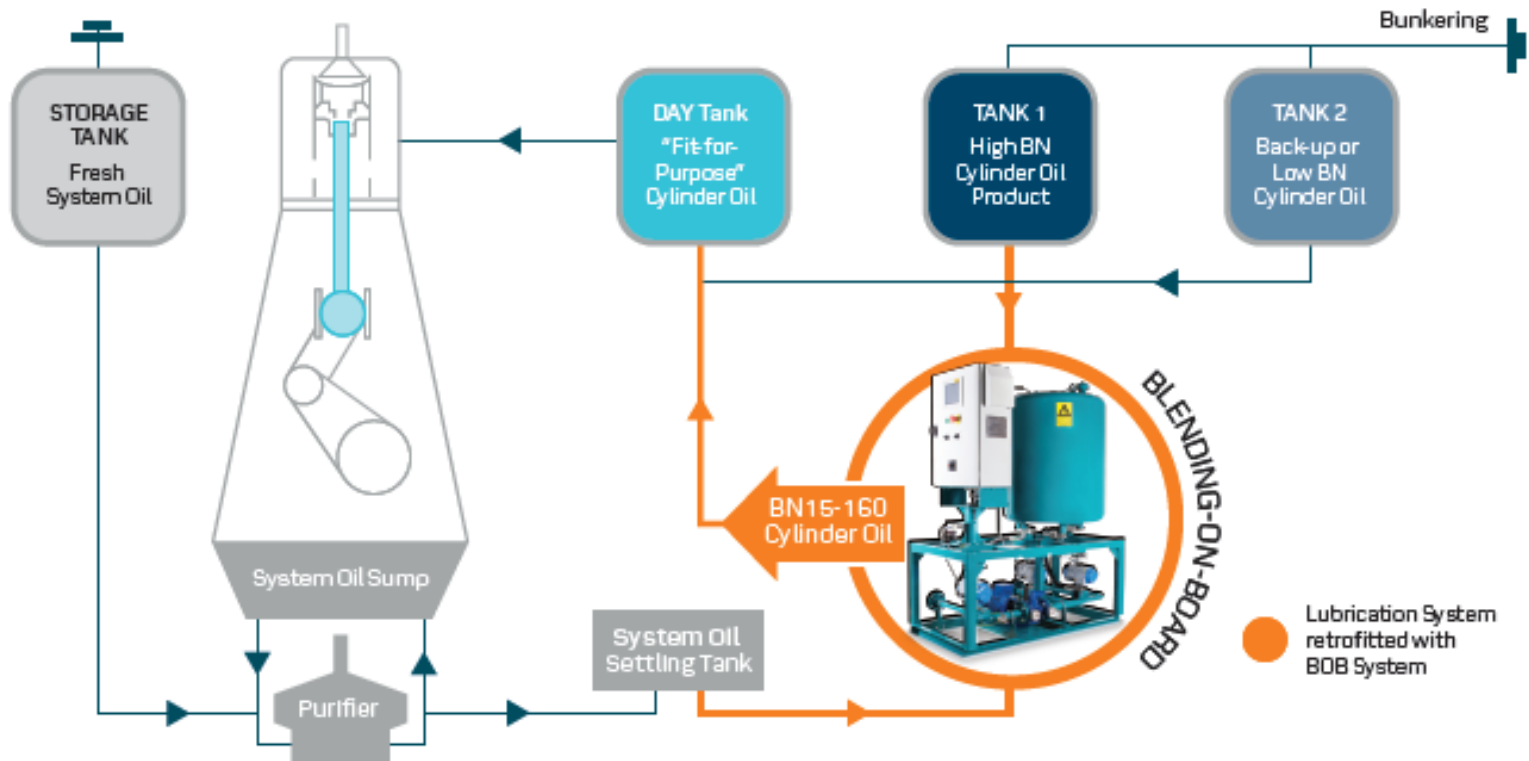 Bunkering
STORAGE
TANK
Fresh
System Oil
DAY Tank
"Fit-for-
Purpose"
Cylinder Oil
TANK 1
High BN
Cylinder Oil
Product
TANK 2
Back-up or
Low BN
Cylinder Oil
BLENDING-ON-BOARD
BN15-160
Cylinder Oil
System Oil Sump
System Oil
Settling Tank
Purifier
Lubrication System
retrofitted with
BOB System